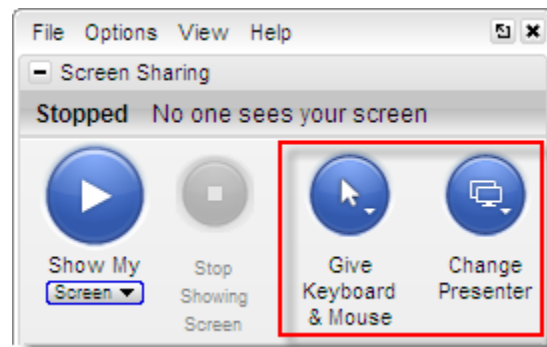 File Options View Help
Screen Sharing
Stopped No one sees your screen
Show My
Screen
Stop
Showing
Screen
Give
Keyboard
& Mouse
Change
Presenter